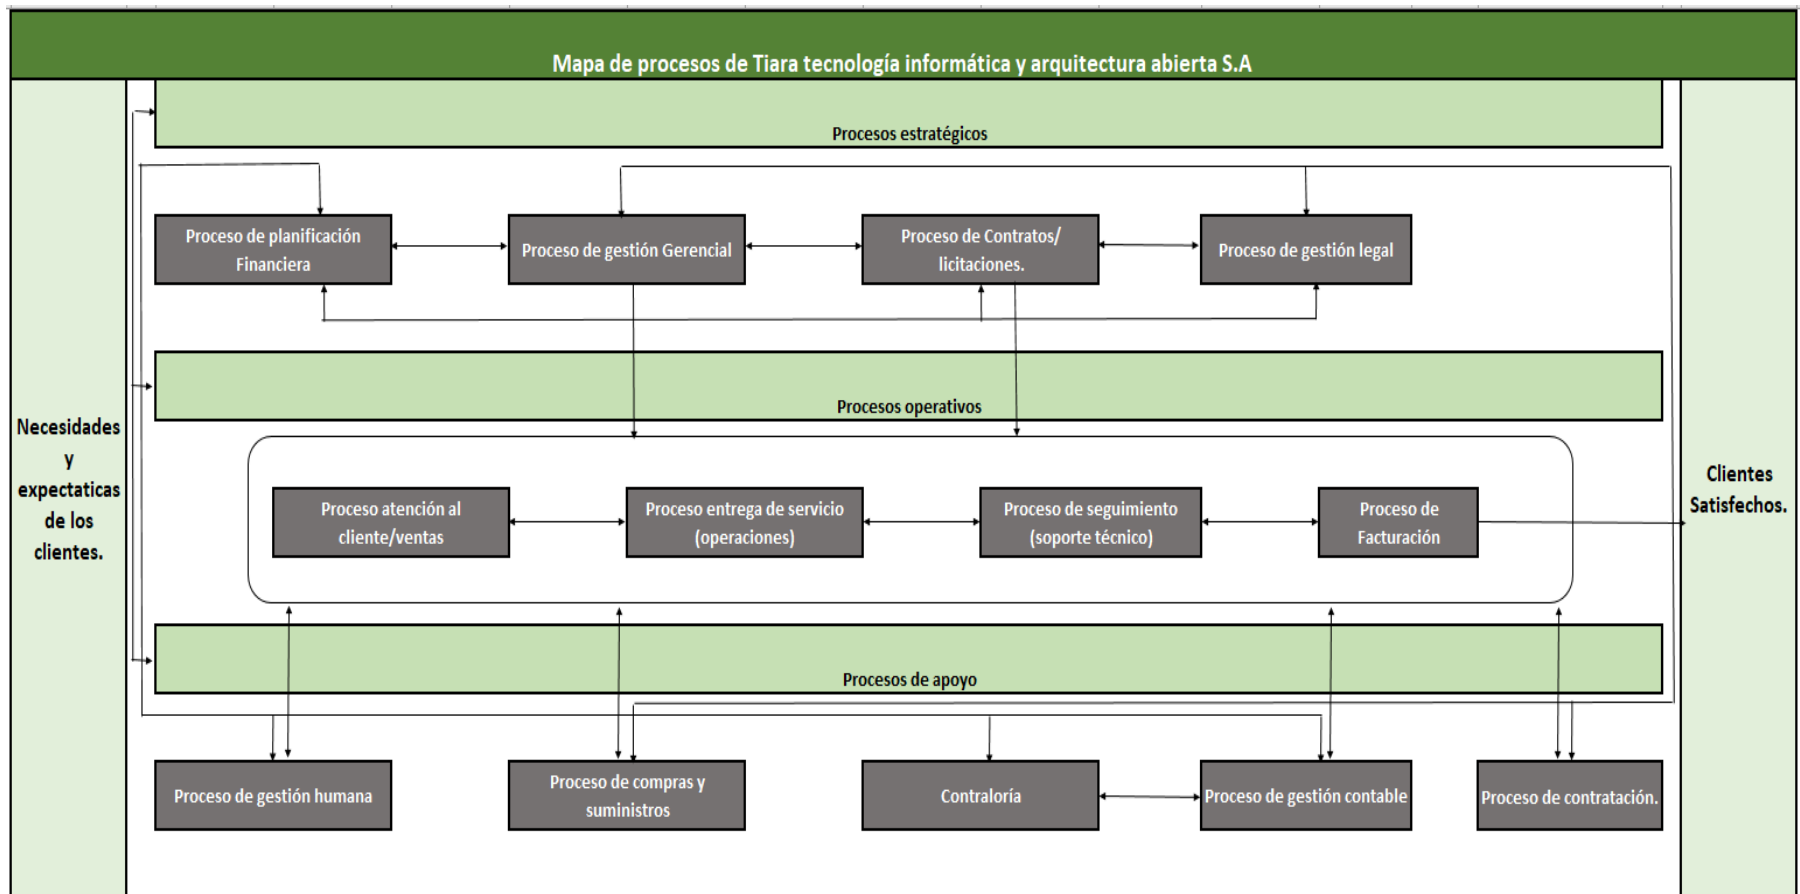 Mapa de procesos de Tiara tecnología informática y arquitectura abierta S.A
Procesos estratégicos
Proceso de planificación
Financiera
Proceso de gestión Gerencial
Proceso de Contratos/
licitaciones.
Proceso de gestión legal
Procesos operativos
Necesidades
y
expectaticas
de los
clientes.
Proceso atención al
cliente/ventas
Proceso entrega de servicio
(operaciones)
Proceso de seguimiento
(soporte técnico)
Proceso de
Facturación
Clientes
Satisfechos.
Procesos de apoyo
Proceso de gestión humana
Proceso de compras y
suministros
Contraloría
Proceso de gestión contable
Proceso de contratación.